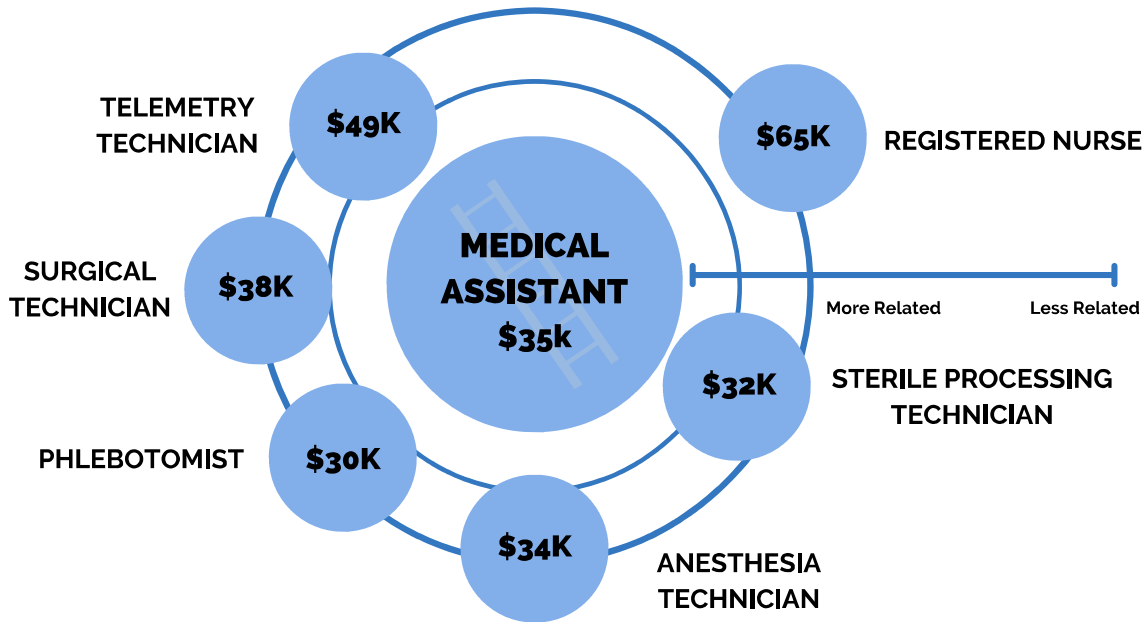 TELEMETRY
TECHNICIAN
$49K
$65K
REGISTERED NURSE
SURGICAL
TECHNICIAN
$38K
MEDICAL
ASSISTANT
$35k
More Related
Less Related
$32K
STERILE PROCESSING
TECHNICIAN
PHLEBOTOMIST
$30K
$34K
ANESTHESIA
TECHNICIAN